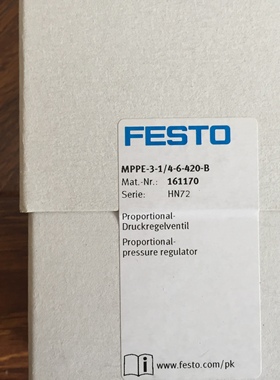 FESTO
MPPE-3-1/4-6-420-B
Mat.-Nr.: 161170
Serie: HN72
Proportional-
Druckregelventil
Proportional-
pressure regulator
www.festo.com/pk